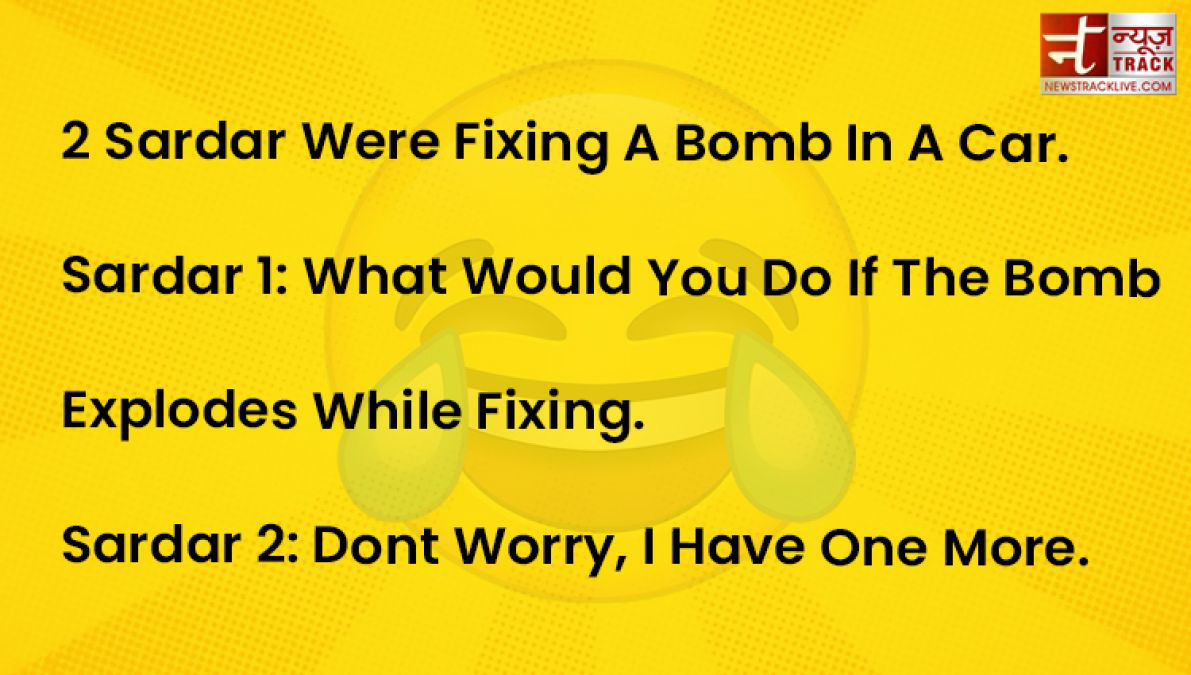 न्यूज़
TRACK
NEWSTRACKLIVE.COM
2 Sardar Were Fixing A Bomb In A Car.
Sardar 1: What Would You Do If The Bomb
Explodes While Fixing.
Sardar 2: Dont Worry, I Have One More.